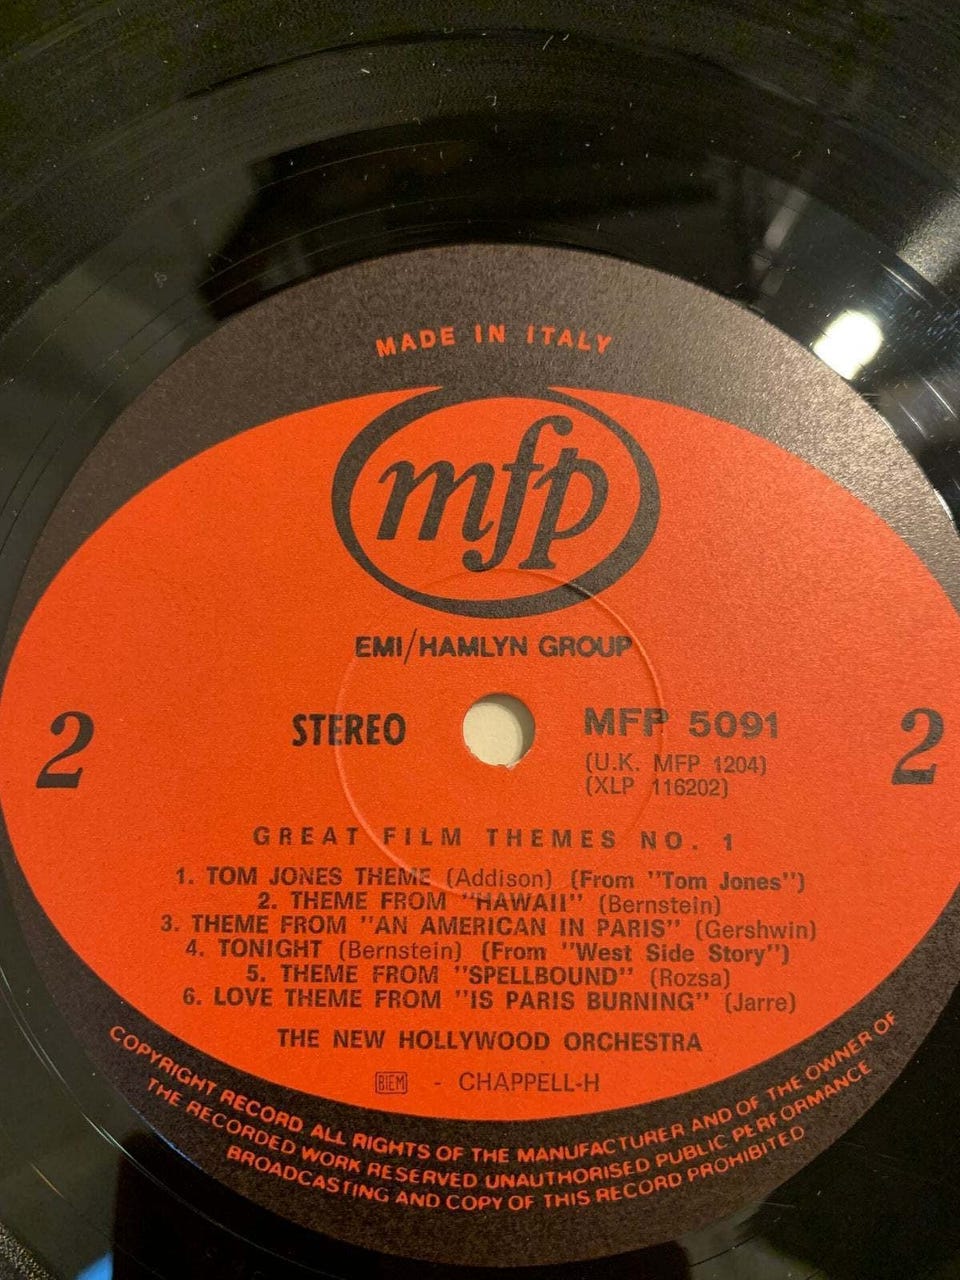 MADE IN ITALY
mfp
EMI/HAMLYN GROUP
2
STEREO
MFP 5091
2
(U.K. MFP 1204)
(XLP 116202)
GREAT FILM THEMES NO. 1
1. TOM JONES THEME (Addison) (From "Tom Jones")
2. THEME FROM "HAWAII" (Bernstein)
3. THEME FROM "AN AMERICAN IN PARIS" (Gershwin)
4. TONIGHT (Bernstein) (From "West Side Story")
5. THEME FROM "SPELLBOUND" (Rozsa)
6. LOVE THEME FROM "IS PARIS BURNING" (Jarre)
THE NEW HOLLYWOOD ORCHESTRA
BIEM - CHAPPELL-H
COPYRIGHT RECORD ALL RIGHTS OF THE MANUFACTURER AND OF THE OWNER OF
THE RECORDED WORK RESERVED UNAUTHORISED PUBLIC PERFORMANCE
BROADCASTING AND COPY OF THIS RECORD PROHIBITED